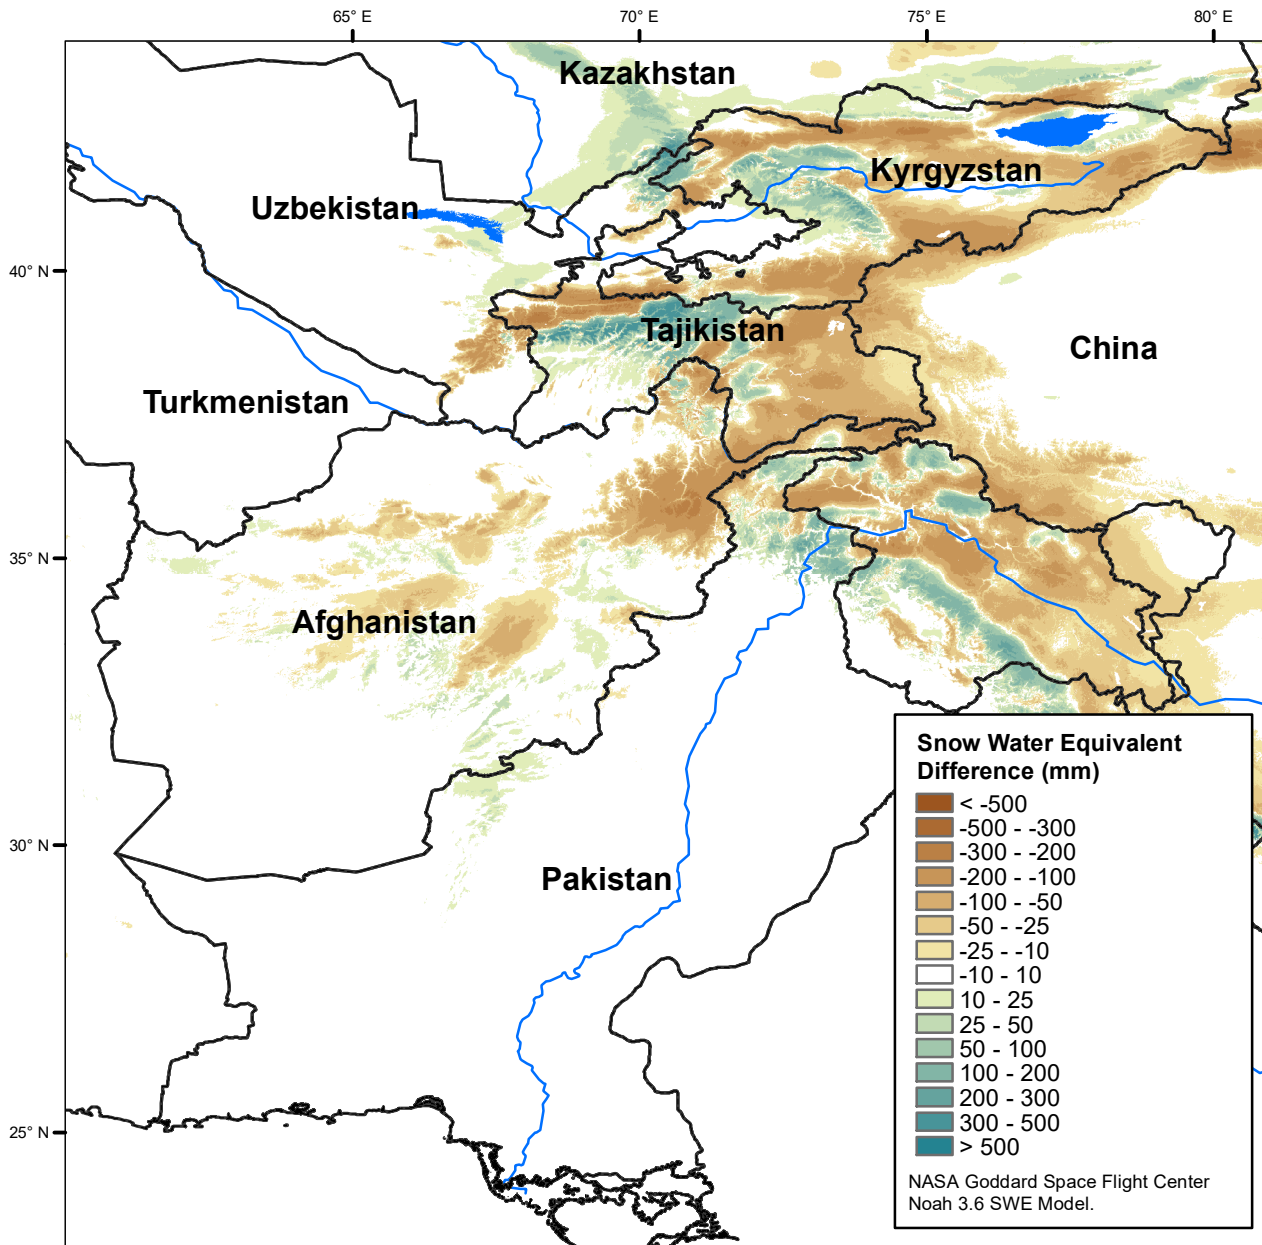 65° E
70° E
75° E
80° E
Kazakhstan
Kyrgyzstan
Uzbekistan
40° N
Tajikistan
China
Turkmenistan
35° N
Afghanistan
Snow Water Equivalent
Difference (mm)
< -500
-500 - -300
-300 - -200
-200 - -100
-100 - -50
-50 - -25
-25 - -10
-10 - 10
10 - 25
25 - 50
50 - 100
100 - 200
200 - 300
300 - 500
> 500
NASA Goddard Space Flight Center
Noah 3.6 SWE Model.
30° N
Pakistan
25° N